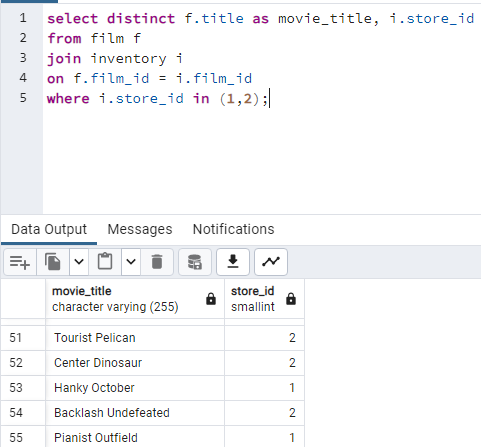 1 select distinct f.title as movie_title, i.store_id
2 from film f
3 join inventory i
4 on f.film_id = i.film_id
5 where i.store_id in (1,2);
Data Output Messages Notifications
movie_title store_id
character varying (255) smallint
51 Tourist Pelican 2
52 Center Dinosaur 2
53 Hanky October 1
54 Backlash Undefeated 2
55 Pianist Outfield 1